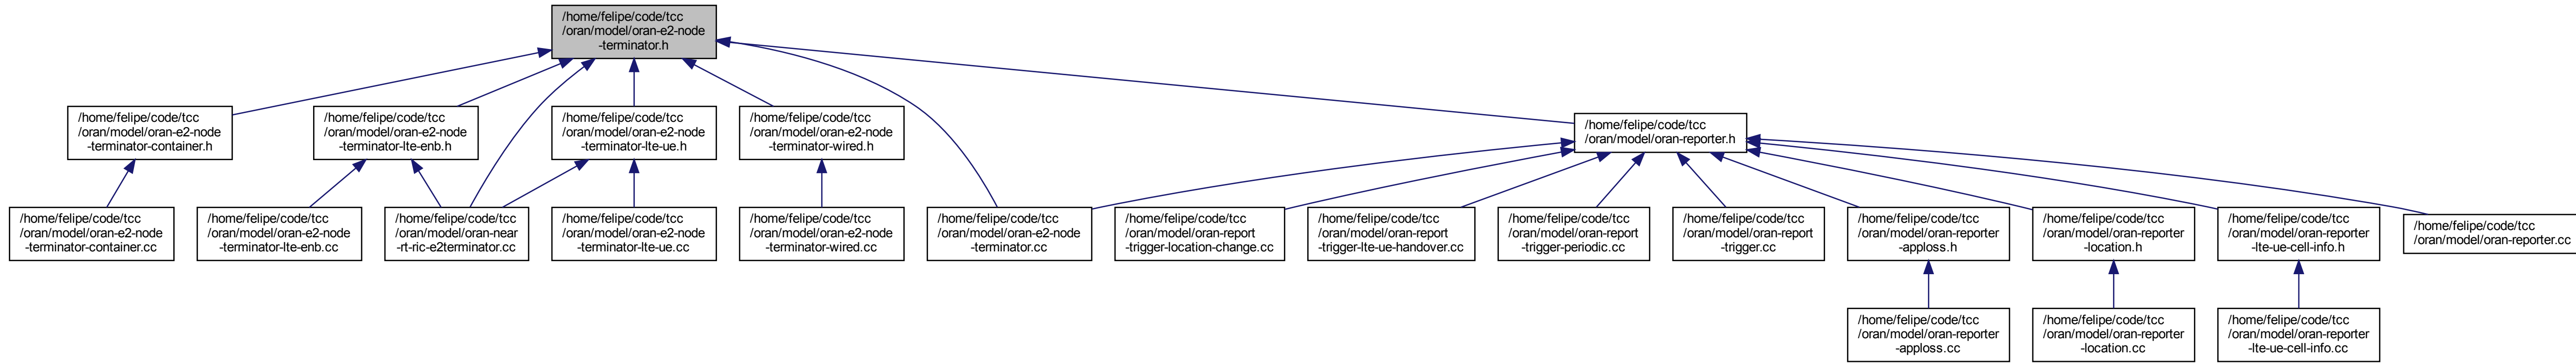 /home/felipe/code/tcc
/oran/model/oran-e2-node
-terminator.h
/home/felipe/code/tcc
/oran/model/oran-e2-node
-terminator-container.h
/home/felipe/code/tcc
/oran/model/oran-e2-node
-terminator-lte-enb.h
/home/felipe/code/tcc
/oran/model/oran-e2-node
-terminator-lte-ue.h
/home/felipe/code/tcc
/oran/model/oran-e2-node
-terminator-wired.h
/home/felipe/code/tcc
/oran/model/oran-reporter.h
/home/felipe/code/tcc
/oran/model/oran-e2-node
-terminator-container.cc
/home/felipe/code/tcc
/oran/model/oran-e2-node
-terminator-lte-enb.cc
/home/felipe/code/tcc
/oran/model/oran-near
-rt-ric-e2terminator.cc
/home/felipe/code/tcc
/oran/model/oran-e2-node
-terminator-lte-ue.cc
/home/felipe/code/tcc
/oran/model/oran-e2-node
-terminator-wired.cc
/home/felipe/code/tcc
/oran/model/oran-e2-node
-terminator.cc
/home/felipe/code/tcc
/oran/model/oran-report
-trigger-location-change.cc
/home/felipe/code/tcc
/oran/model/oran-report
-trigger-lte-ue-handover.cc
/home/felipe/code/tcc
/oran/model/oran-report
-trigger-periodic.cc
/home/felipe/code/tcc
/oran/model/oran-report
-trigger.cc
/home/felipe/code/tcc
/oran/model/oran-reporter
-apploss.h
/home/felipe/code/tcc
/oran/model/oran-reporter
-location.h
/home/felipe/code/tcc
/oran/model/oran-reporter
-lte-ue-cell-info.h
/home/felipe/code/tcc
/oran/model/oran-reporter.cc
/home/felipe/code/tcc
/oran/model/oran-reporter
-apploss.cc
/home/felipe/code/tcc
/oran/model/oran-reporter
-location.cc
/home/felipe/code/tcc
/oran/model/oran-reporter
-lte-ue-cell-info.cc